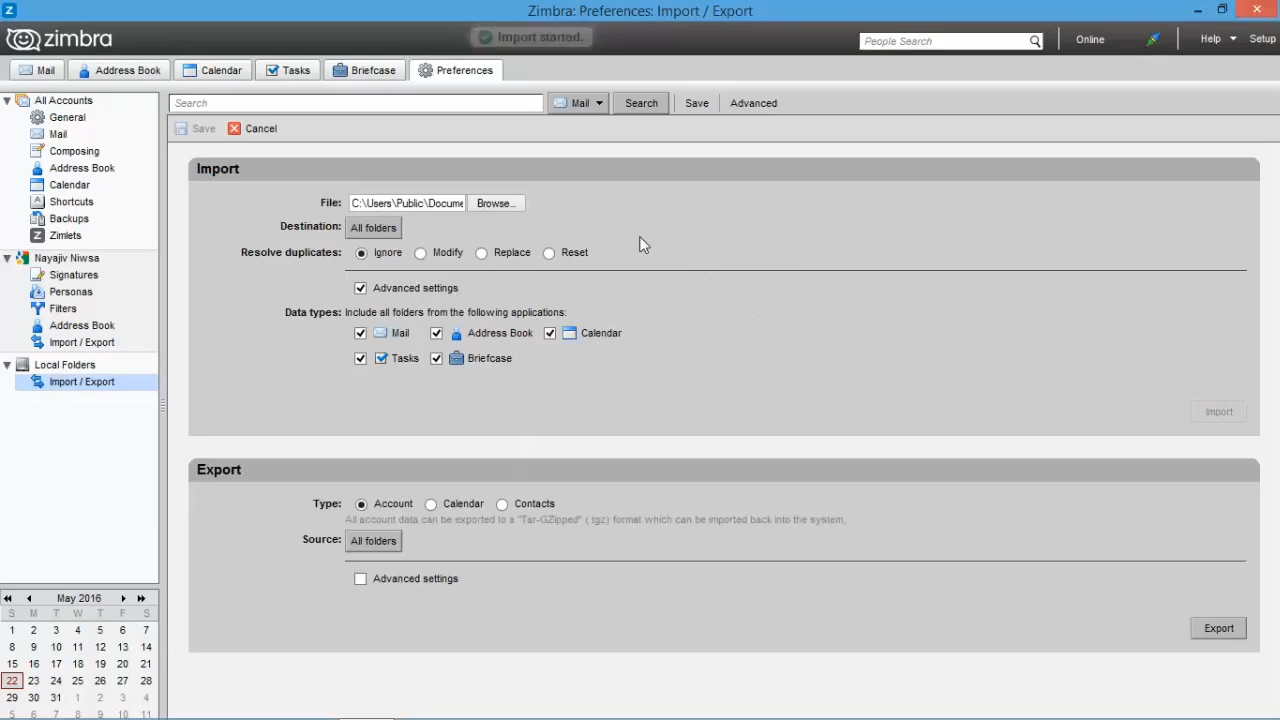 Zimbra: Preferences: Import / Export
zimbra
Import started.
People Search
Online
Help
Setup
Mail
Address Book
Calendar
Tasks
Briefcase
Preferences
Search
Mail
Search
Save
Advanced
Save
Cancel
All Accounts
General
Mail
Composing
Address Book
Calendar
Shortcuts
Backups
Zimlets
Nayajiv Niwsa
Signatures
Personas
Filters
Address Book
Import / Export
Local Folders
Import / Export
Import
File: C:\Users\Public\Docume Browse...
Destination: All folders
Resolve duplicates: Ignore Modify Replace Reset
Advanced settings
Data types: Include all folders from the following applications:
Mail Address Book Calendar
Tasks Briefcase
Import
Export
Type: Account Calendar Contacts
All account data can be exported to a "Tar-GZipped" (.tgz) format which can be imported back into the system.
Source: All folders
Advanced settings
Export
May 2016
S M T W T F S
1 2 3 4 5 6 7
8 9 10 11 12 13 14
15 16 17 18 19 20 21
22 23 24 25 26 27 28
29 30 31 1 2 3 4
5 6 7 8 9 10 11